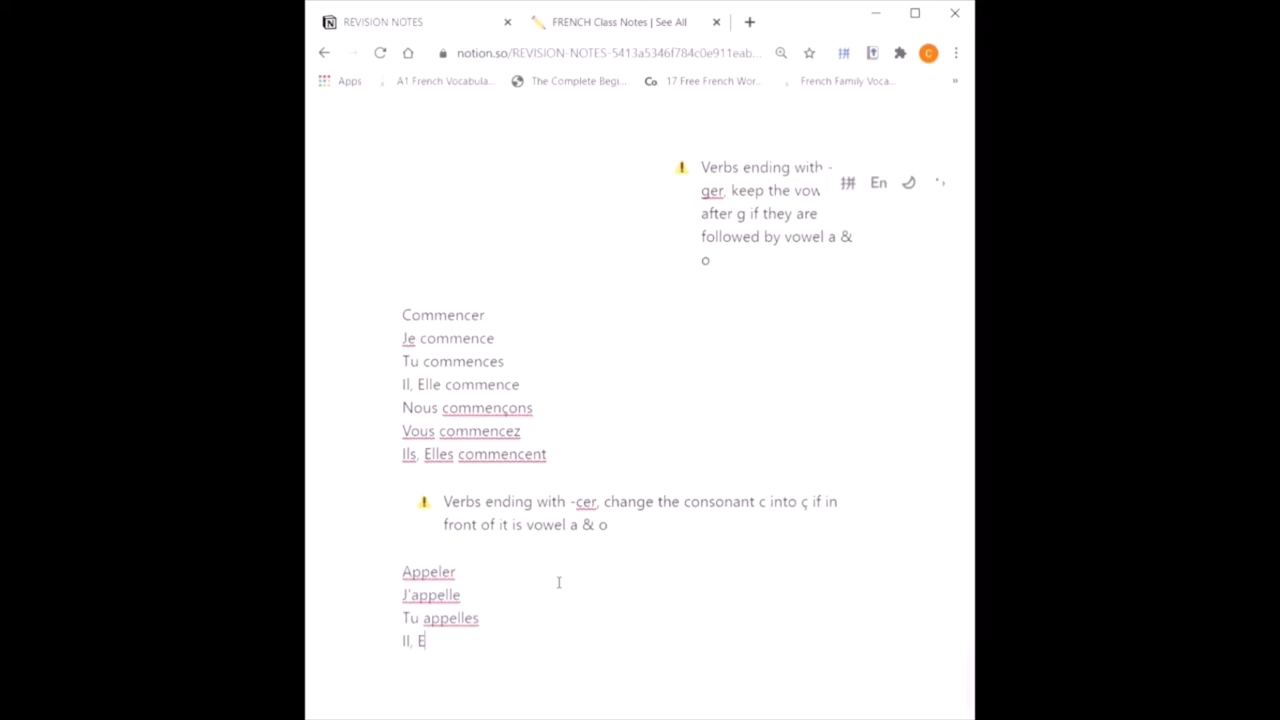 REVISION NOTES
FRENCH Class Notes | See All
notion.so/REVISION-NOTES-5413a5346f784c0e911eab...
C
Apps
A1 French Vocabula...
The Complete Begi...
Co 17 Free French Wor...
French Family Voca...
»
Verbs ending with -
ger, keep the vow
after g if they are
followed by vowel a &
o
拼 En
Commencer
Je commence
Tu commences
Il, Elle commence
Nous commençons
Vous commencez
Ils, Elles commencent
Verbs ending with -cer, change the consonant c into ç if in
front of it is vowel a & o
Appeler
J'appelle
Tu appelles
Il, E